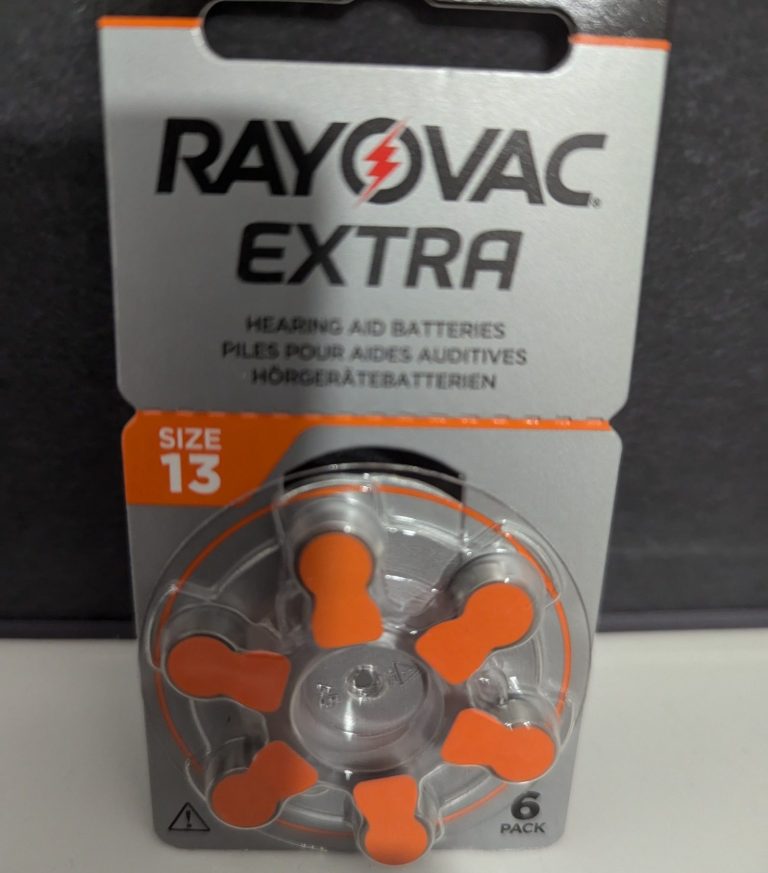 RAYOVAC®
EXTRA
HEARING AID BATTERIES
PILES POUR AIDES AUDITIVES
HÖRGERÄTEBATTERIEN
SIZE
13
6
PACK